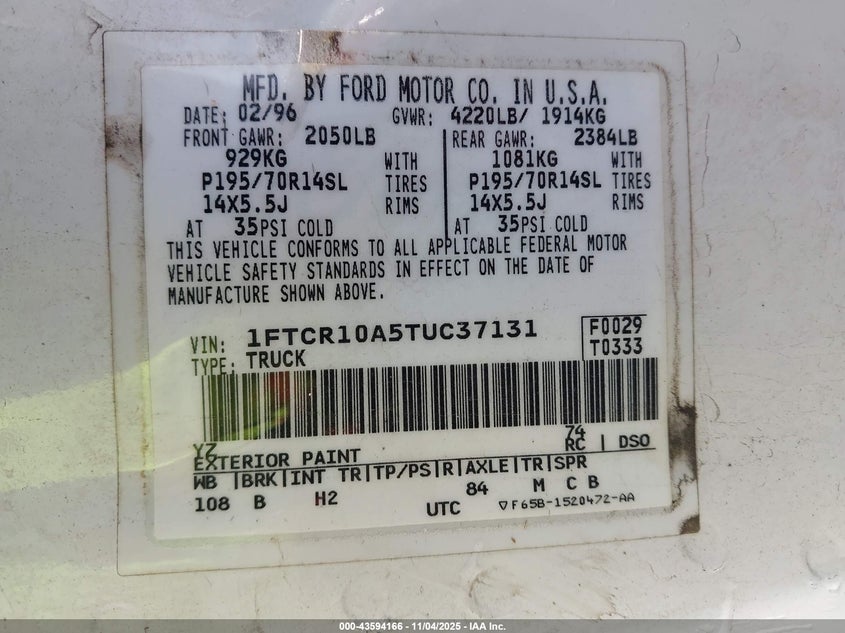 MFD. BY FORD MOTOR CO. IN U.S.A.
DATE: 02/96 GVWR: 4220LB/ 1914KG
FRONT GAWR: 2050LB REAR GAWR: 2384LB
929KG WITH 1081KG WITH
P195/70R14SL TIRES P195/70R14SL TIRES
14X5.5J RIMS 14X5.5J RIMS
AT 35PSI COLD AT 35PSI COLD
THIS VEHICLE CONFORMS TO ALL APPLICABLE FEDERAL MOTOR
VEHICLE SAFETY STANDARDS IN EFFECT ON THE DATE OF
MANUFACTURE SHOWN ABOVE.
VIN: 1FTCR10A5TUC37131 F0029
TYPE: TRUCK T0333
YZ 74
EXTERIOR PAINT RC | DSO
WB |BRK|INT TR|TP/PS|R|AXLE|TR|SPR
108 B H2 84 M C B
UTC ▽F65B-1520472-AA
000-43594166 - 11/04/2025 - IAA Inc.